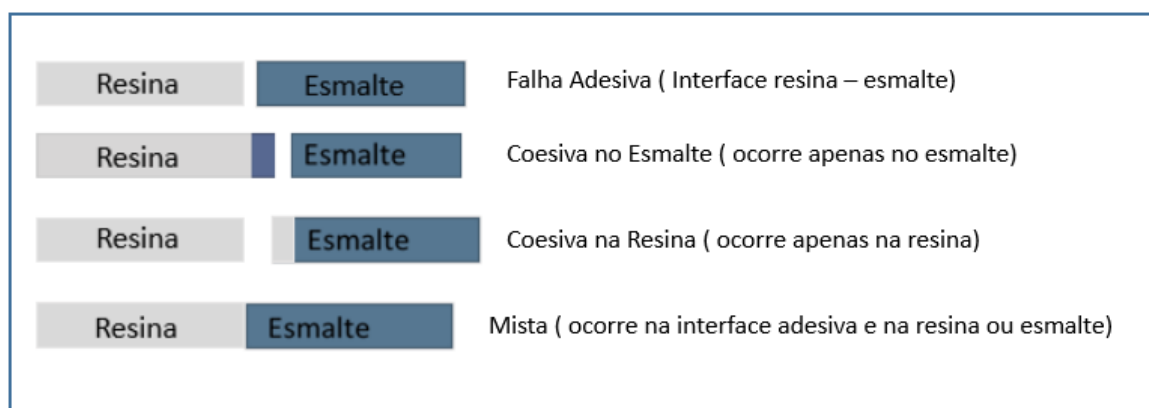 Resina Esmalte Falha Adesiva ( Interface resina – esmalte)
Resina Esmalte Coesiva no Esmalte ( ocorre apenas no esmalte)
Resina Esmalte Coesiva na Resina ( ocorre apenas na resina)
Resina Esmalte Mista ( ocorre na interface adesiva e na resina ou esmalte)